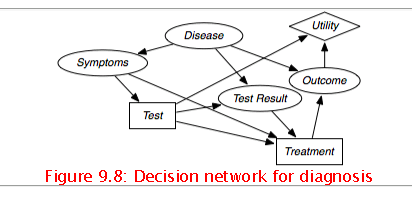 Utility
Disease
Symptoms
Outcome
Test Result
Test
Treatment
Figure 9.8: Decision network for diagnosis